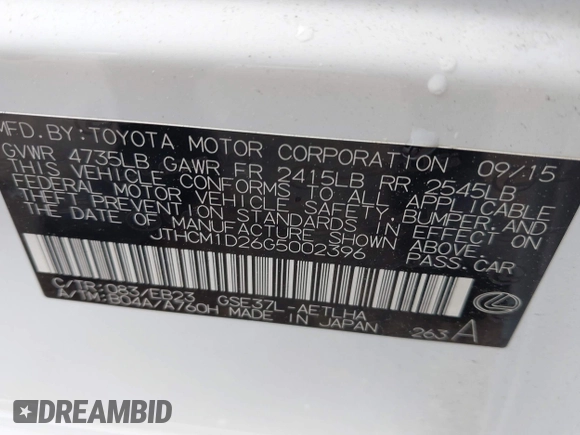 MFD. BY: TOYOTA MOTOR CORPORATION 09/15
GVWR 4735LB GAWR FR 2415LB RR 2545LB
THIS VEHICLE CONFORMS TO ALL APPLICABLE
FEDERAL MOTOR VEHICLE SAFETY, BUMPER, AND
THEFT PREVENTION STANDARDS IN EFFECT ON
THE DATE OF MANUFACTURE SHOWN ABOVE.
JTHCM1D26G5002396 PASS. CAR
C/TR: 083/EB23 GSE37L-AETLHA
A/TM: B04A/A760H MADE IN JAPAN 263 A
DREAMBID